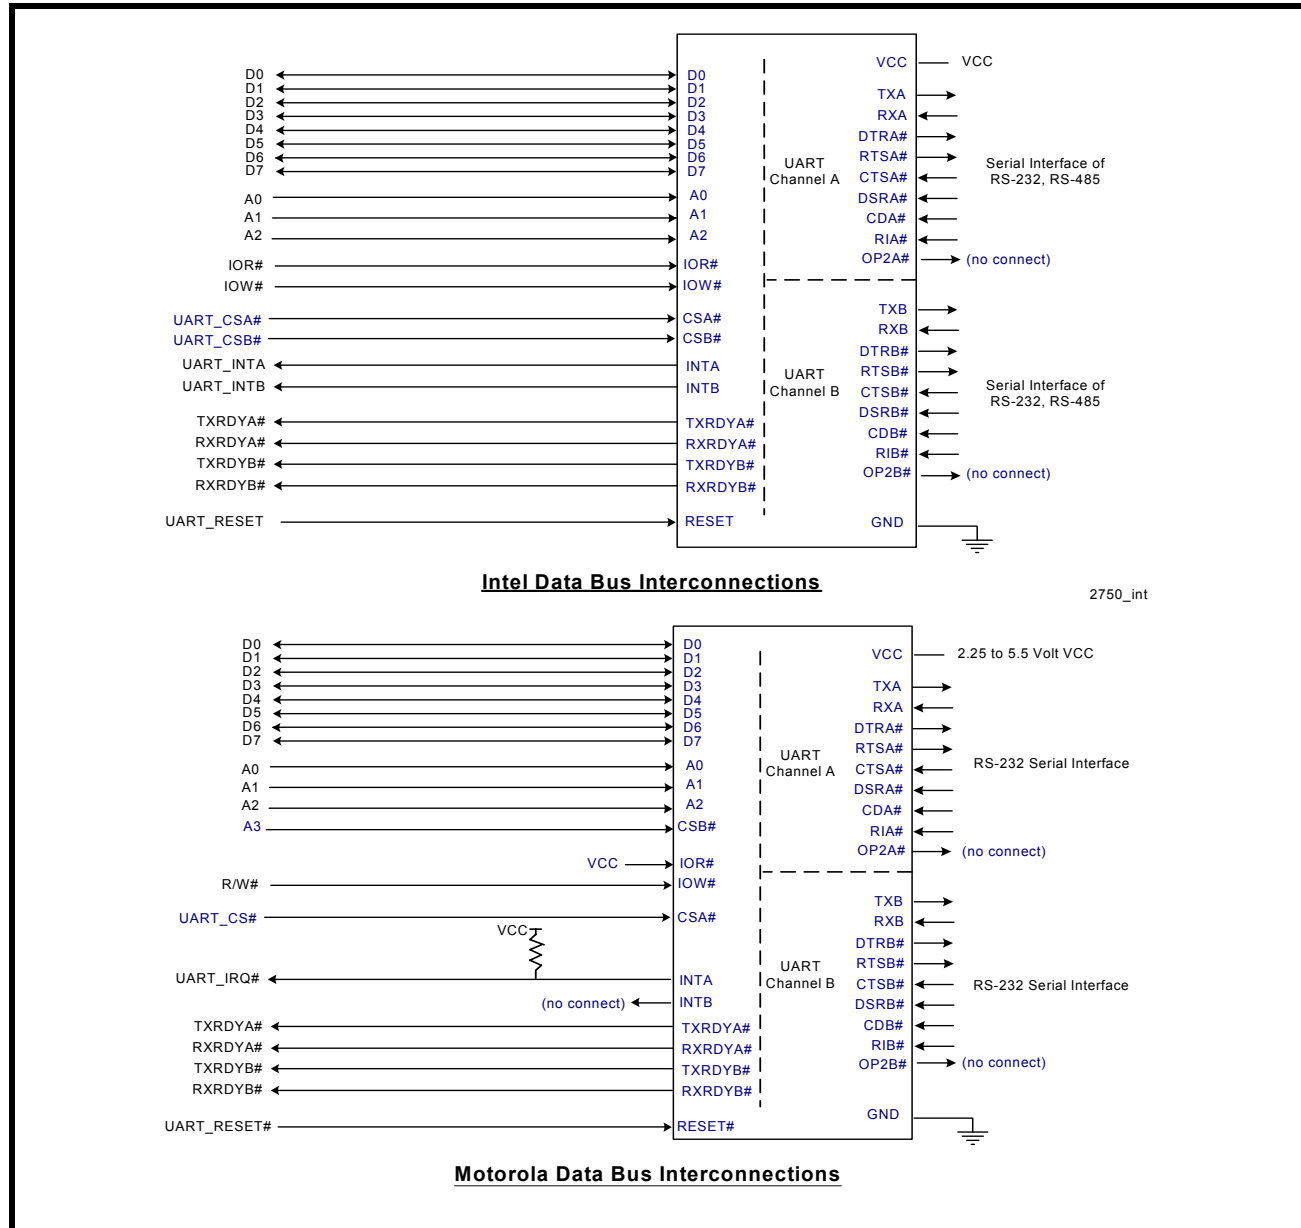 D0 D0
D1 D1
D2 D2
D3 D3
D4 D4
D5 D5
D6 D6
D7 D7
A0 A0
A1 A1
A2 A2
IOR# IOR#
IOW# IOW#
UART_CSA# CSA#
UART_CSB# CSB#
UART_INTA INTA
UART_INTB INTB
TXRDYA# TXRDYA#
RXRDYA# RXRDYA#
TXRDYB# TXRDYB#
RXRDYB# RXRDYB#
UART_RESET RESET
UART
Channel A
UART
Channel B
VCC VCC
TXA
RXA
DTRA#
RTSA#
CTSA#
DSRA#
CDA#
RIA#
OP2A# (no connect)
Serial Interface of
RS-232, RS-485
TXB
RXB
DTRB#
RTSB#
CTSB#
DSRB#
CDB#
RIB#
OP2B# (no connect)
Serial Interface of
RS-232, RS-485
GND
Intel Data Bus Interconnections
2750_int
D0 D0
D1 D1
D2 D2
D3 D3
D4 D4
D5 D5
D6 D6
D7 D7
A0 A0
A1 A1
A2 A2
A3 CSB#
VCC IOR#
R/W# IOW#
UART_CS# CSA#
VCC
UART_IRQ# INTA
(no connect) INTB
TXRDYA# TXRDYA#
RXRDYA# RXRDYA#
TXRDYB# TXRDYB#
RXRDYB# RXRDYB#
UART_RESET# RESET#
UART
Channel A
UART
Channel B
VCC 2.25 to 5.5 Volt VCC
TXA
RXA
DTRA#
RTSA#
CTSA#
DSRA#
CDA#
RIA#
OP2A# (no connect)
RS-232 Serial Interface
TXB
RXB
DTRB#
RTSB#
CTSB#
DSRB#
CDB#
RIB#
OP2B# (no connect)
RS-232 Serial Interface
GND
Motorola Data Bus Interconnections